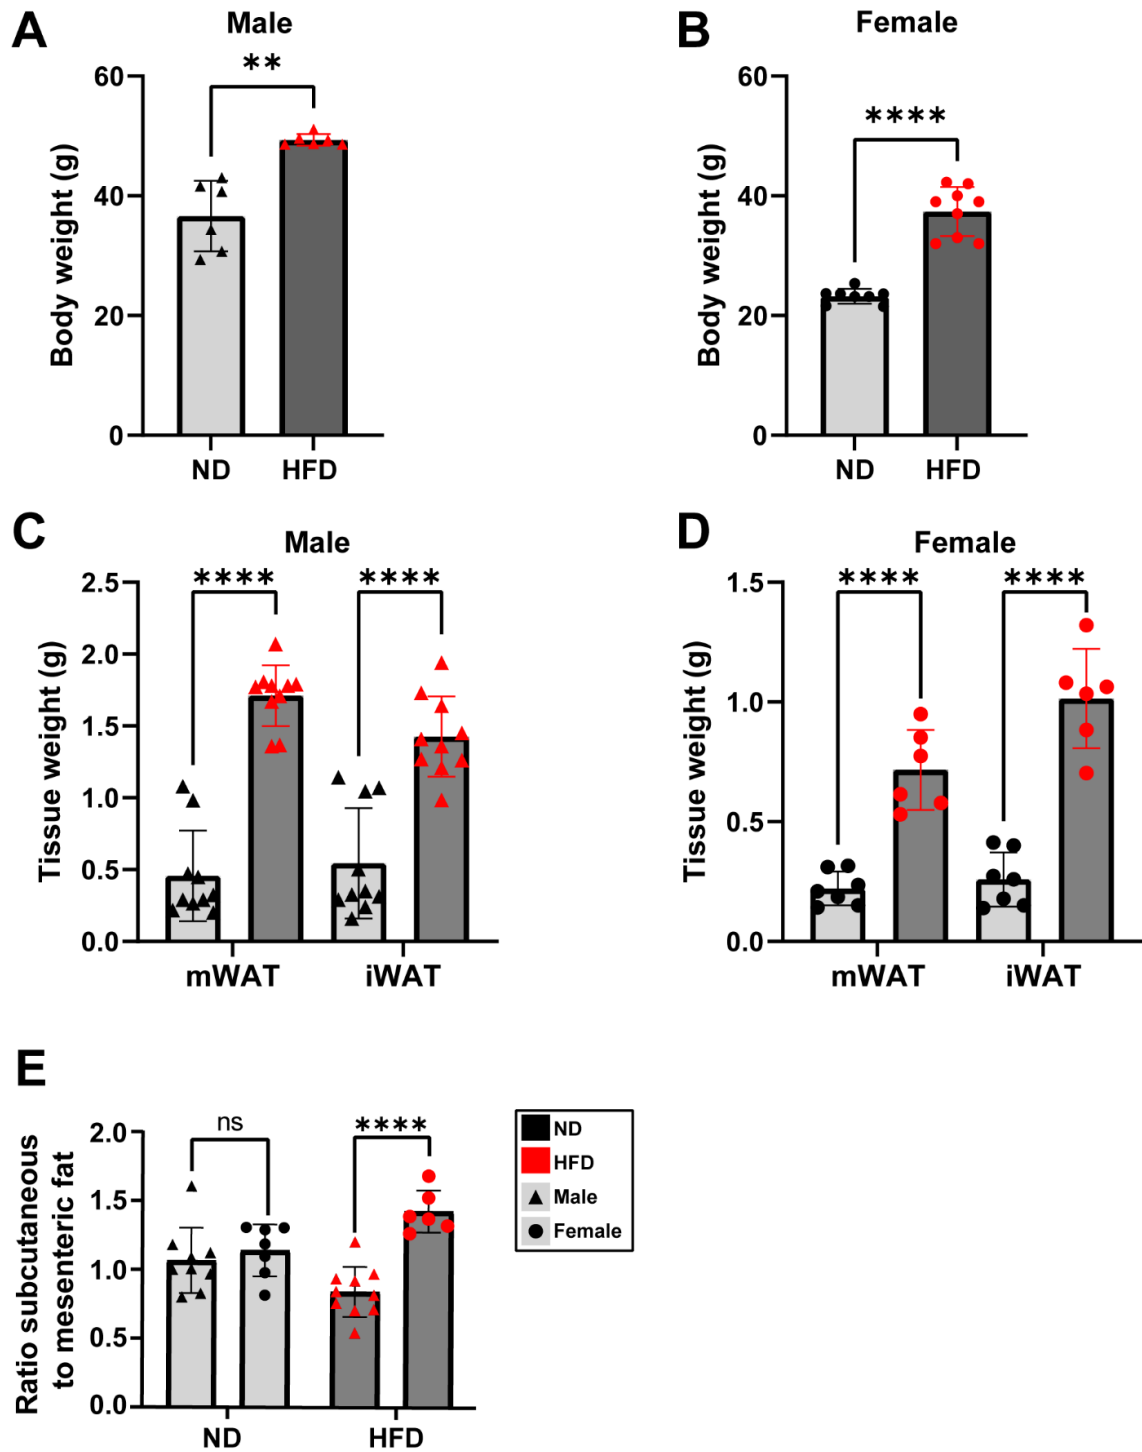 A
Male
**
60
40
20
0
Body weight (g)
ND
HFD
B
Female
****
60
40
20
0
Body weight (g)
ND
HFD
C
Male
****
****
2.5
2.0
1.5
1.0
0.5
0.0
Tissue weight (g)
mWAT
iWAT
D
Female
****
****
1.5
1.0
0.5
0.0
Tissue weight (g)
mWAT
iWAT
E
ns
****
2.0
1.5
1.0
0.5
0.0
Ratio subcutaneous
to mesenteric fat
ND
HFD
ND
HFD
Male
Female